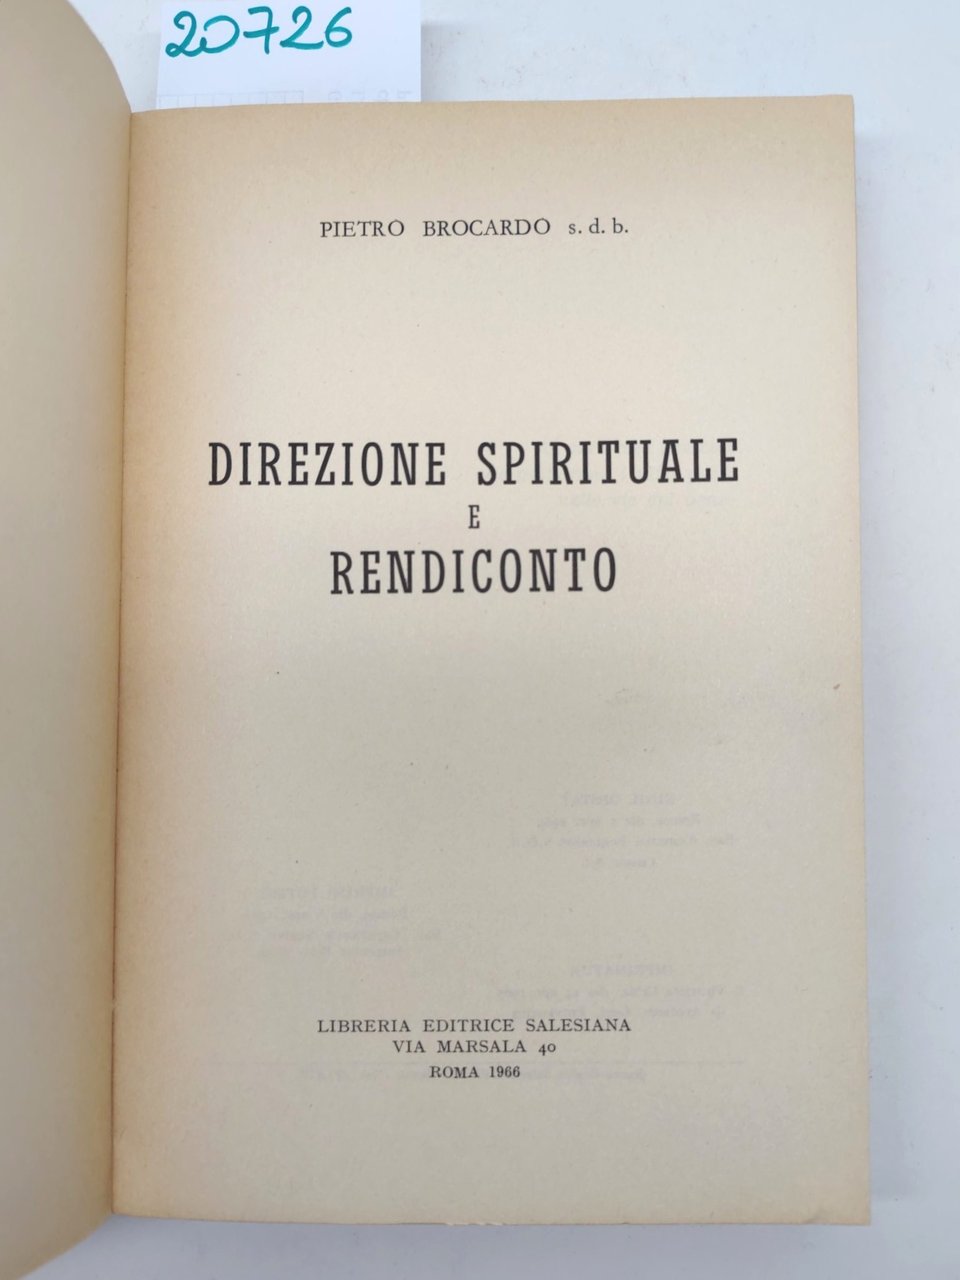 20726
PIETRO BROCARDO s. d. b.
DIREZIONE SPIRITUALE
E
RENDICONTO
LIBRERIA EDITRICE SALESIANA
VIA MARSALA 40
ROMA 1966